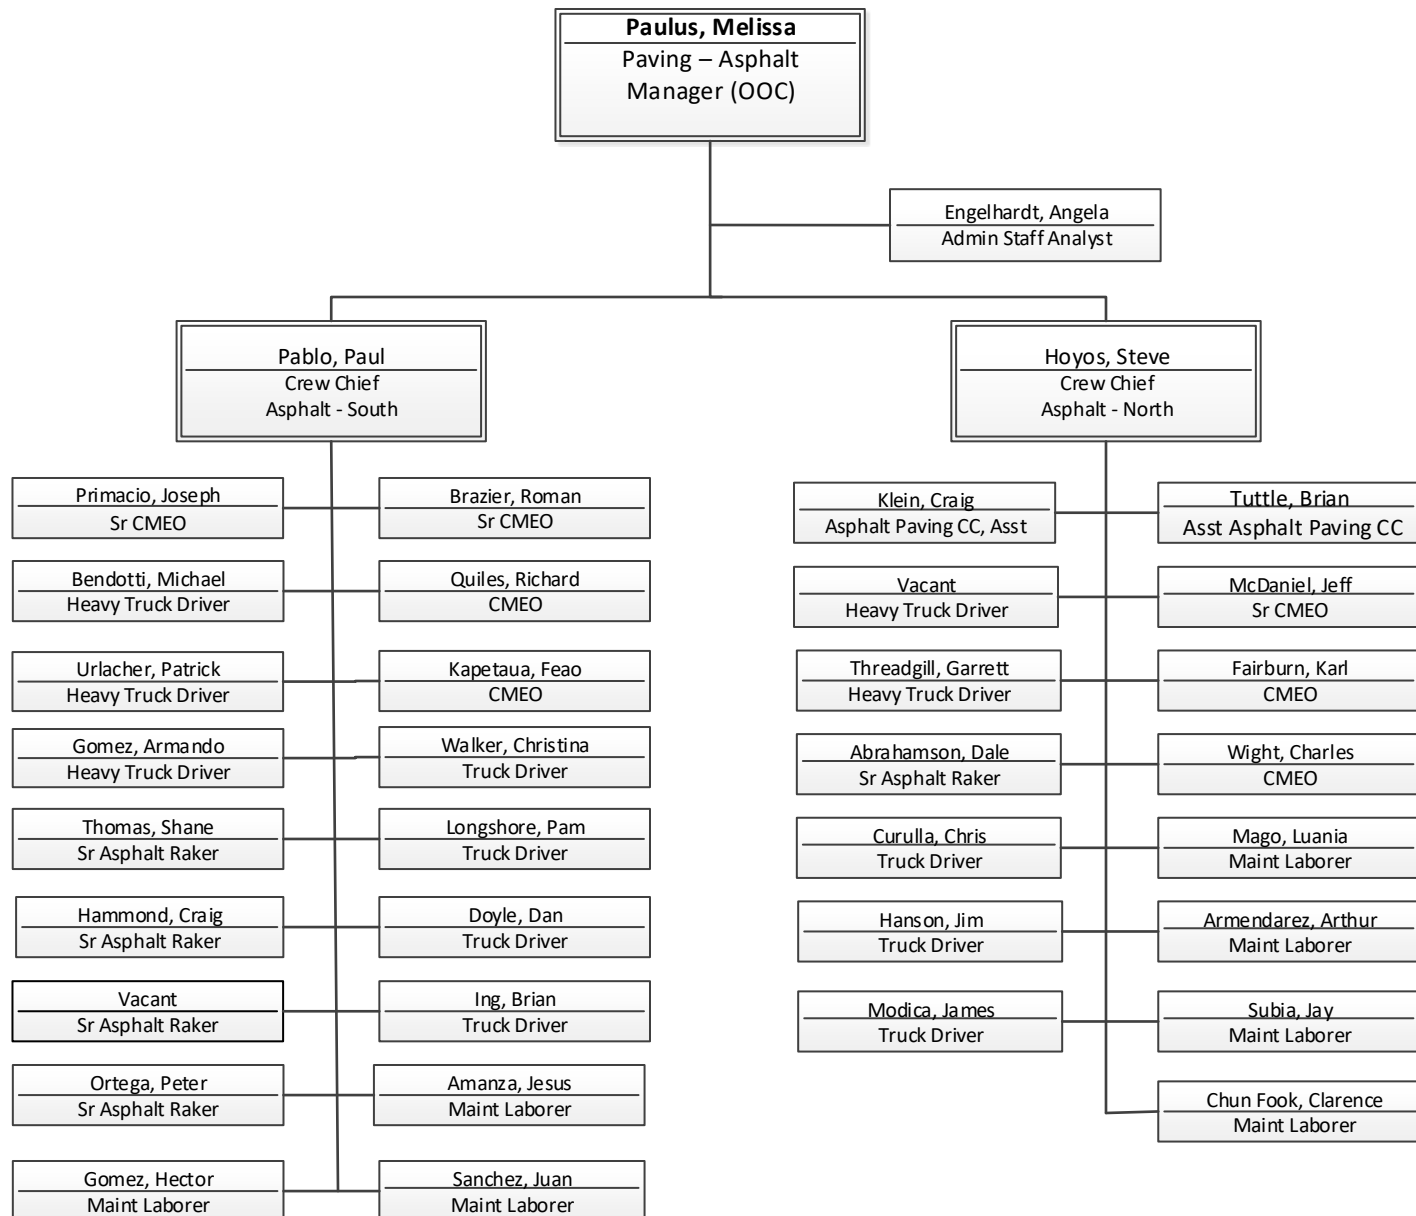 Paulus, Melissa
Paving – Asphalt
Manager (OOC)
Engelhardt, Angela
Admin Staff Analyst
Pablo, Paul
Crew Chief
Asphalt - South
Hoyos, Steve
Crew Chief
Asphalt - North
Primacio, Joseph
Sr CMEO
Brazier, Roman
Sr CMEO
Bendotti, Michael
Heavy Truck Driver
Quiles, Richard
CMEO
Urlacher, Patrick
Heavy Truck Driver
Kapetaua, Feao
CMEO
Gomez, Armando
Heavy Truck Driver
Walker, Christina
Truck Driver
Thomas, Shane
Sr Asphalt Raker
Longshore, Pam
Truck Driver
Hammond, Craig
Sr Asphalt Raker
Doyle, Dan
Truck Driver
Vacant
Sr Asphalt Raker
Ing, Brian
Truck Driver
Ortega, Peter
Sr Asphalt Raker
Amanza, Jesus
Maint Laborer
Gomez, Hector
Maint Laborer
Sanchez, Juan
Maint Laborer
Klein, Craig
Asphalt Paving CC, Asst
Tuttle, Brian
Asst Asphalt Paving CC
Vacant
Heavy Truck Driver
McDaniel, Jeff
Sr CMEO
Threadgill, Garrett
Heavy Truck Driver
Fairburn, Karl
CMEO
Abrahamson, Dale
Sr Asphalt Raker
Wight, Charles
CMEO
Curulla, Chris
Truck Driver
Mago, Luania
Maint Laborer
Hanson, Jim
Truck Driver
Armendarez, Arthur
Maint Laborer
Modica, James
Truck Driver
Subia, Jay
Maint Laborer
Chun Fook, Clarence
Maint Laborer